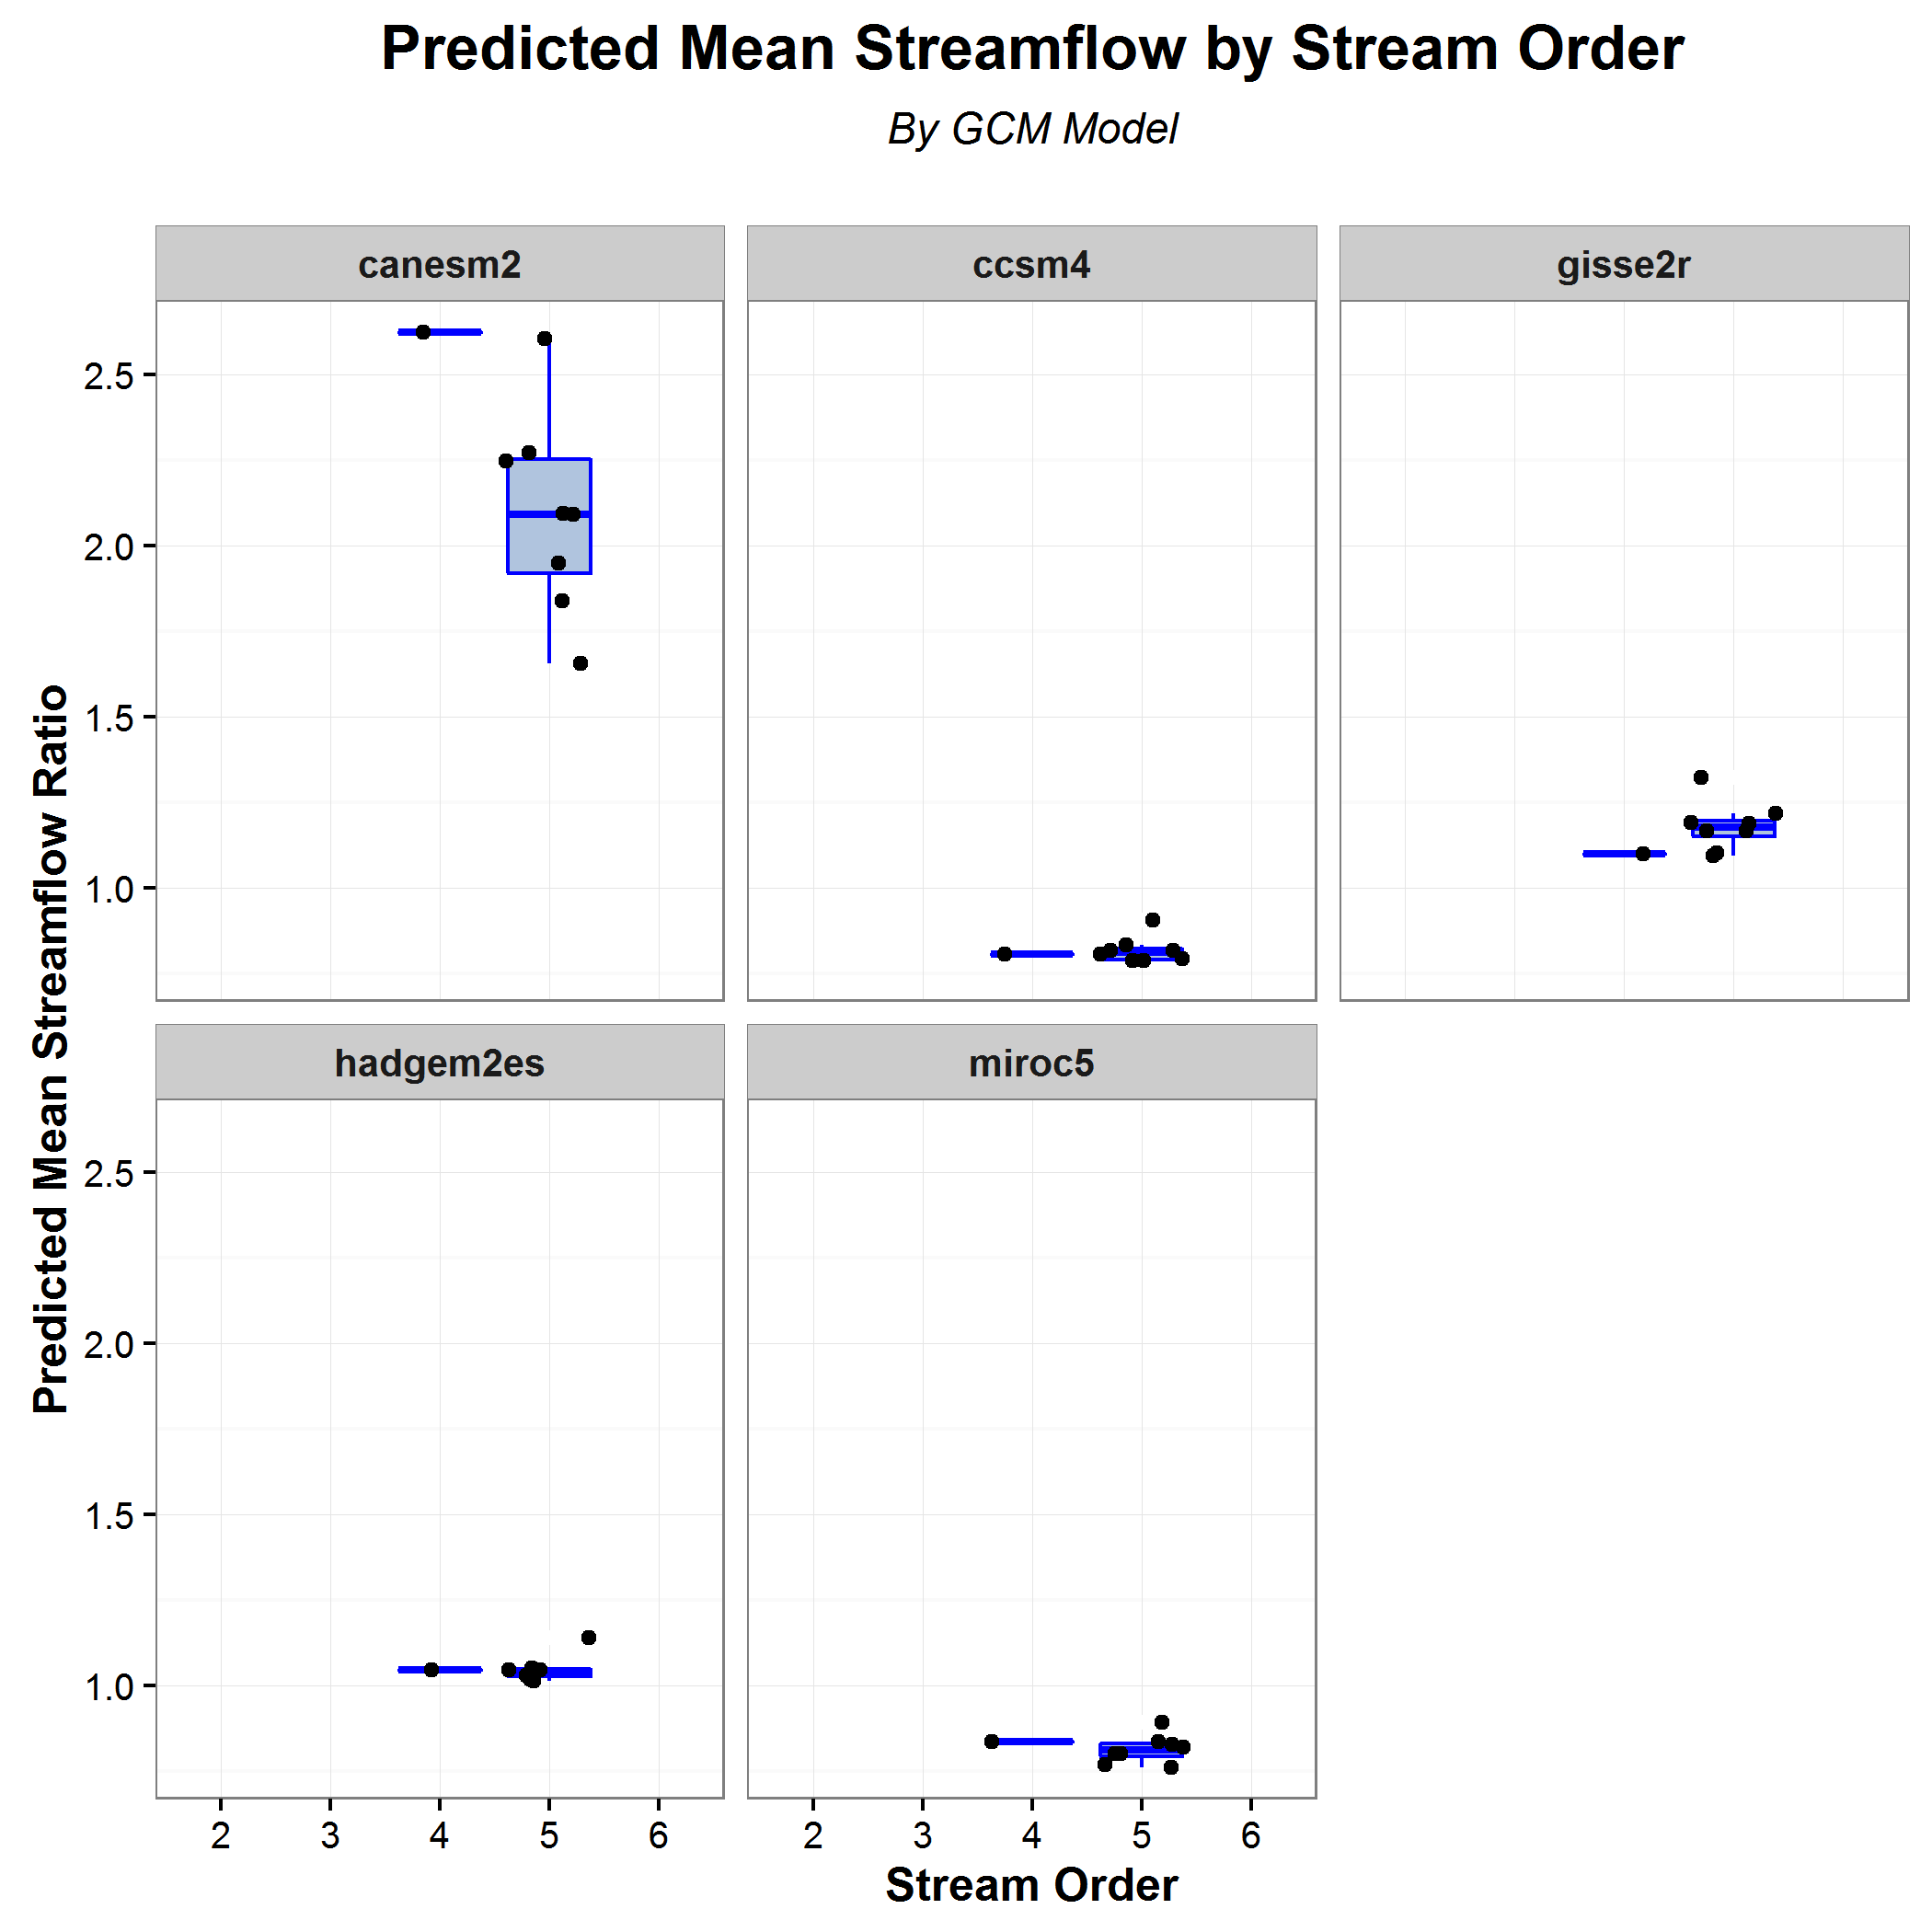 Predicted Mean Streamflow by Stream Order
By GCM Model
canesm2
ccsm4
gisse2r
2.5
2.0
1.5
1.0
Predicted Mean Streamflow Ratio
hadgem2es
miroc5
2.5
2.0
1.5
1.0
2 3 4 5 6
2 3 4 5 6
Stream Order